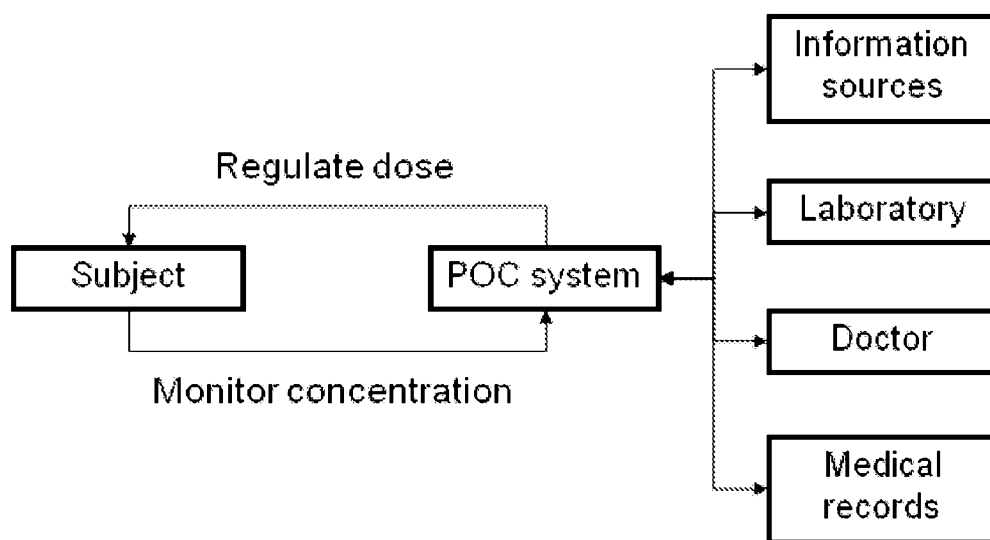 Information
sources
Regulate dose
Laboratory
Subject
POC system
Doctor
Monitor concentration
Medical
records